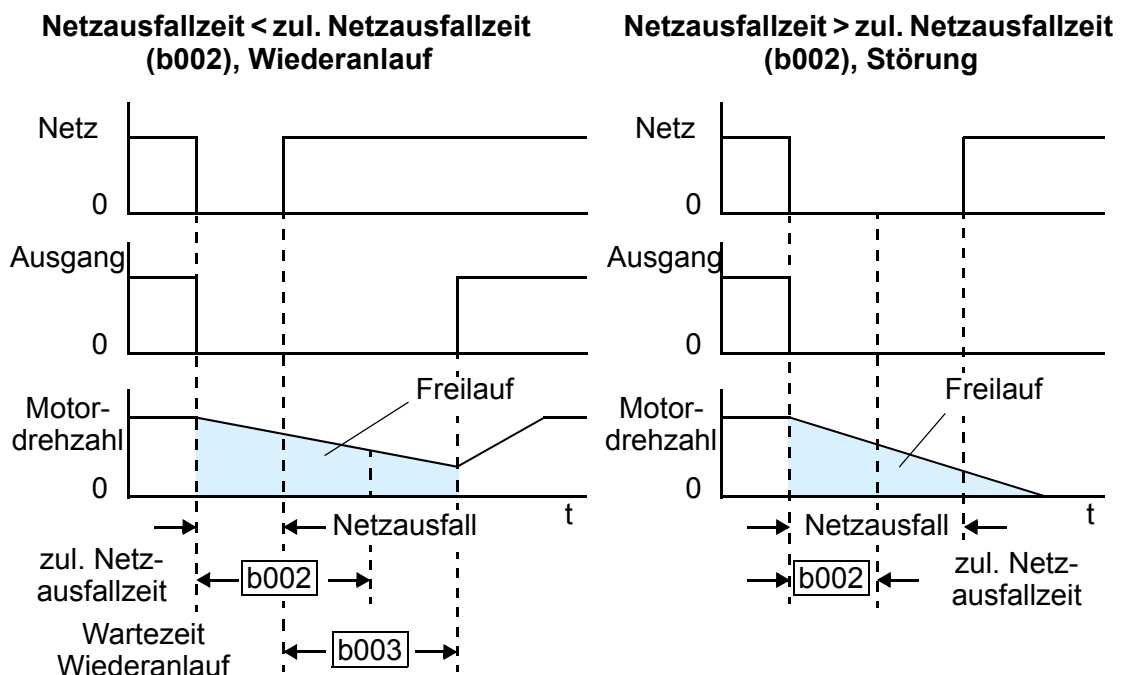 Netzausfallzeit < zul. Netzausfallzeit
(b002), Wiederanlauf
Netz
0
Ausgang
0
Freilauf
Motor-
drehzahl
0
t
Netzausfall
zul. Netz-
ausfallzeit
b002
Wartezeit
Wiederanlauf
b003
Netzausfallzeit > zul. Netzausfallzeit
(b002), Störung
Netz
0
Ausgang
0
Freilauf
Motor-
drehzahl
0
t
Netzausfall
b002
zul. Netz-
ausfallzeit